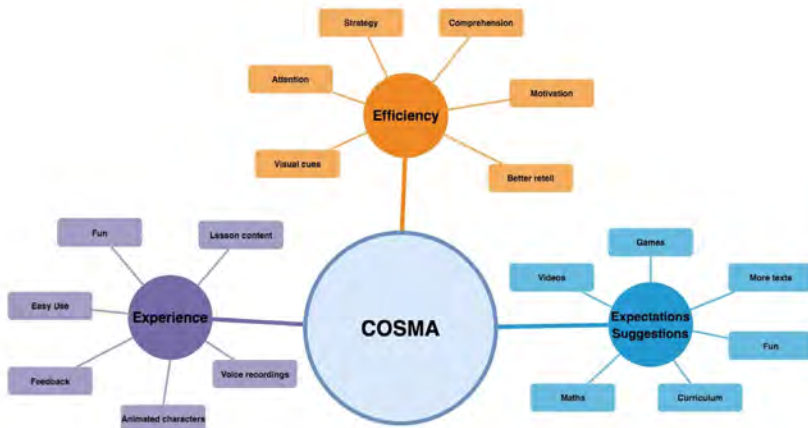 Strategy
Comprehension
Attention
Motivation
Efficiency
Visual cues
Better retell
Fun
Lesson content
Easy Use
Experience
Feedback
Voice recordings
Animated characters
COSMA
Games
Videos
More texts
Expectations
Suggestions
Fun
Maths
Curriculum